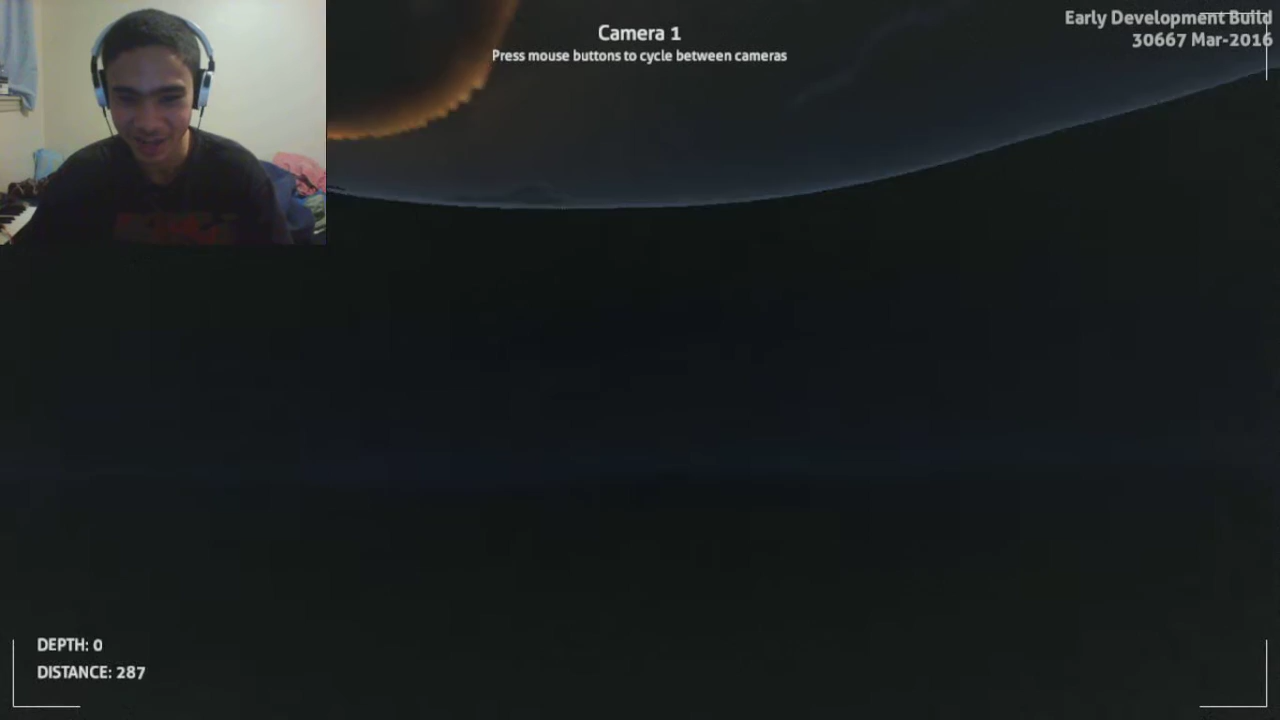 Camera 1
Press mouse buttons to cycle between cameras
Early Development Build
30667 Mar-2016
DEPTH: 0
DISTANCE: 287